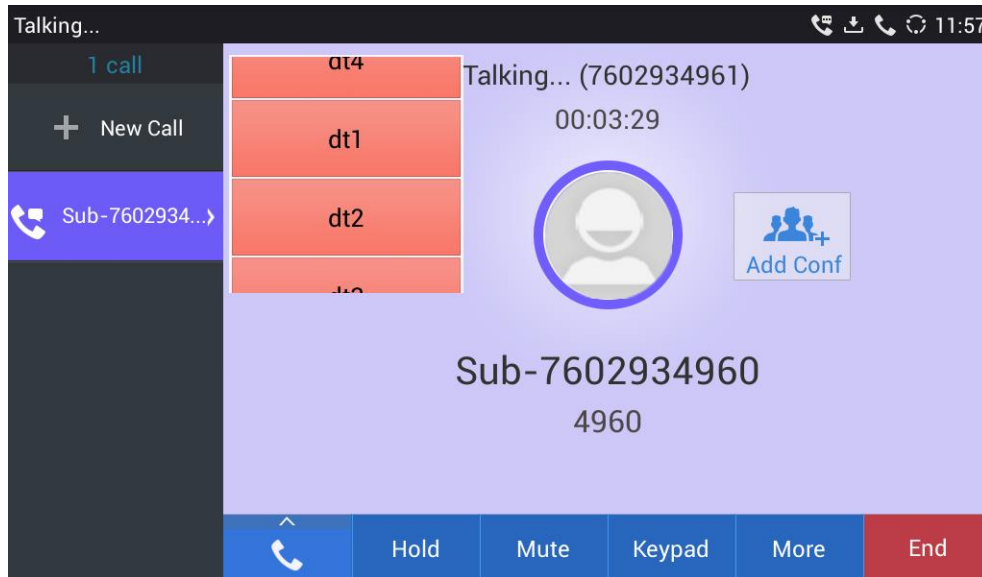 Talking...
11:57
1 call
New Call
Sub-7602934...
dt4
dt1
dt2
Talking... (7602934961)
00:03:29
Add Conf
Sub-7602934960
4960
Hold
Mute
Keypad
More
End